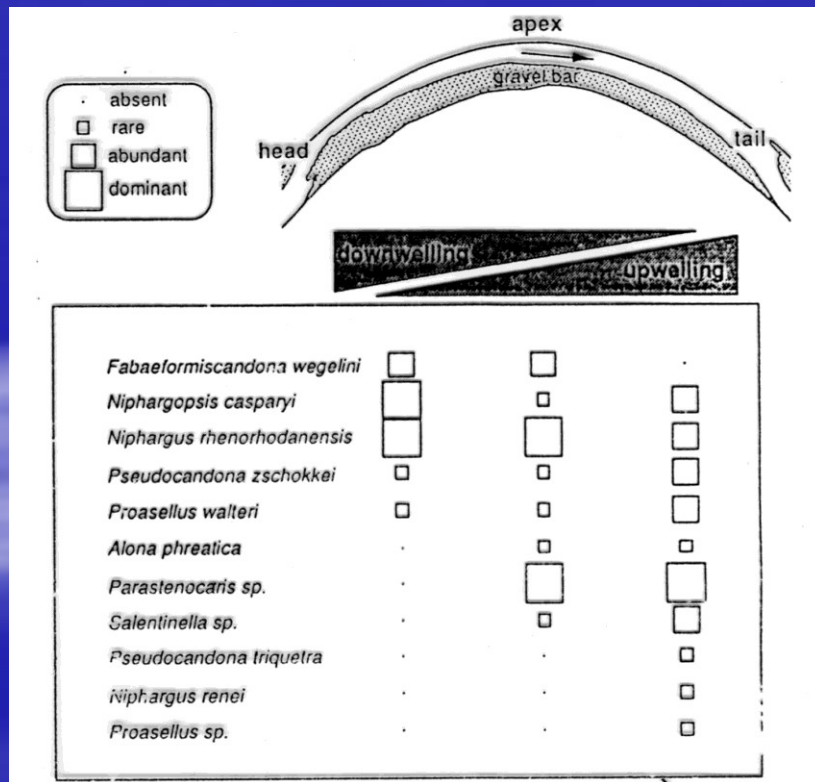 apex
gravel bar
head
tail
absent
rare
abundant
dominant
downwelling
upwelling
Fabaeformiscandona wegelini
Niphargopsis casparyi
Niphargus rhenorhodanensis
Pseudocandona zschokkei
Proasellus walteri
Alona phreatica
Parastenocaris sp.
Salentinella sp.
Pseudocandona triquetra
Niphargus renei
Proasellus sp.